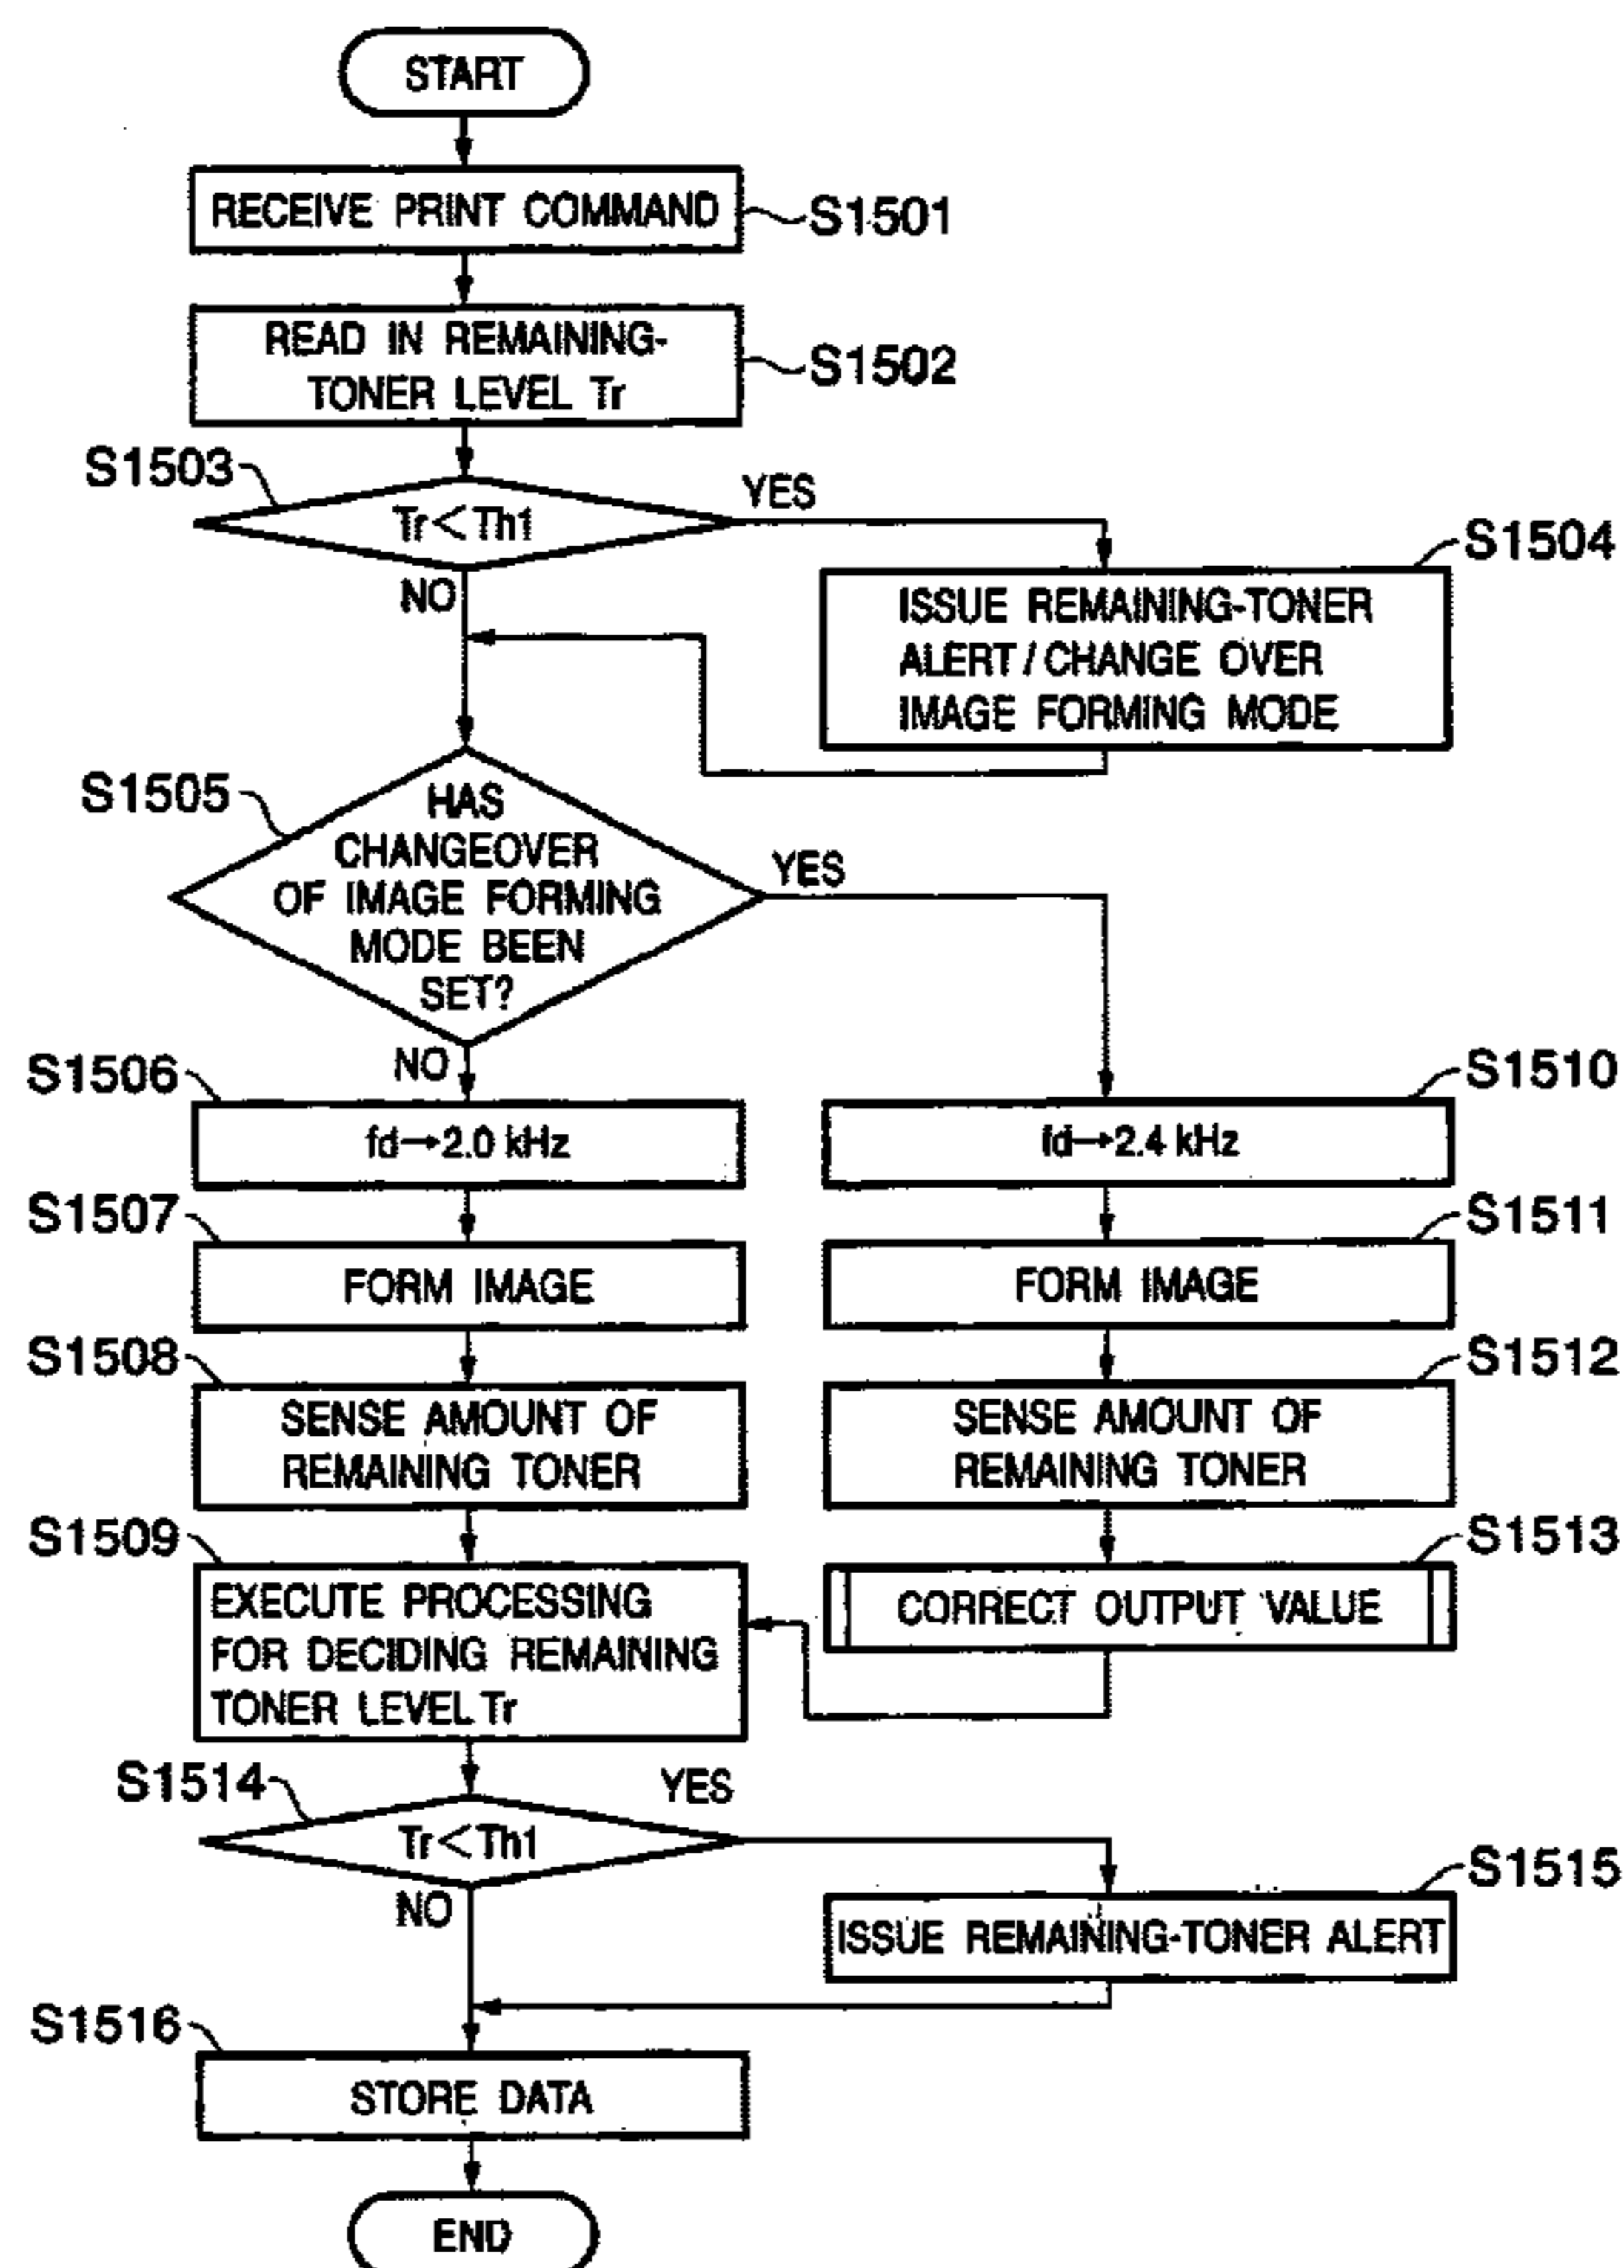 START
RECEIVE PRINT COMMAND
S1501
READ IN REMAINING-
TONER LEVEL Tr
S1502
S1503
Tr<Th1
YES
NO
S1504
ISSUE REMAINING-TONER
ALERT / CHANGE OVER
IMAGE FORMING MODE
S1505
HAS
CHANGEOVER
OF IMAGE FORMING
MODE BEEN
SET?
YES
NO
S1506
fd→2.0 kHz
S1510
fd→2.4 kHz
S1507
FORM IMAGE
S1511
FORM IMAGE
S1508
SENSE AMOUNT OF
REMAINING TONER
S1512
SENSE AMOUNT OF
REMAINING TONER
S1509
EXECUTE PROCESSING
FOR DECIDING REMAINING
TONER LEVEL Tr
S1513
CORRECT OUTPUT VALUE
S1514
Tr<Th1
YES
NO
S1515
ISSUE REMAINING-TONER ALERT
S1516
STORE DATA
END